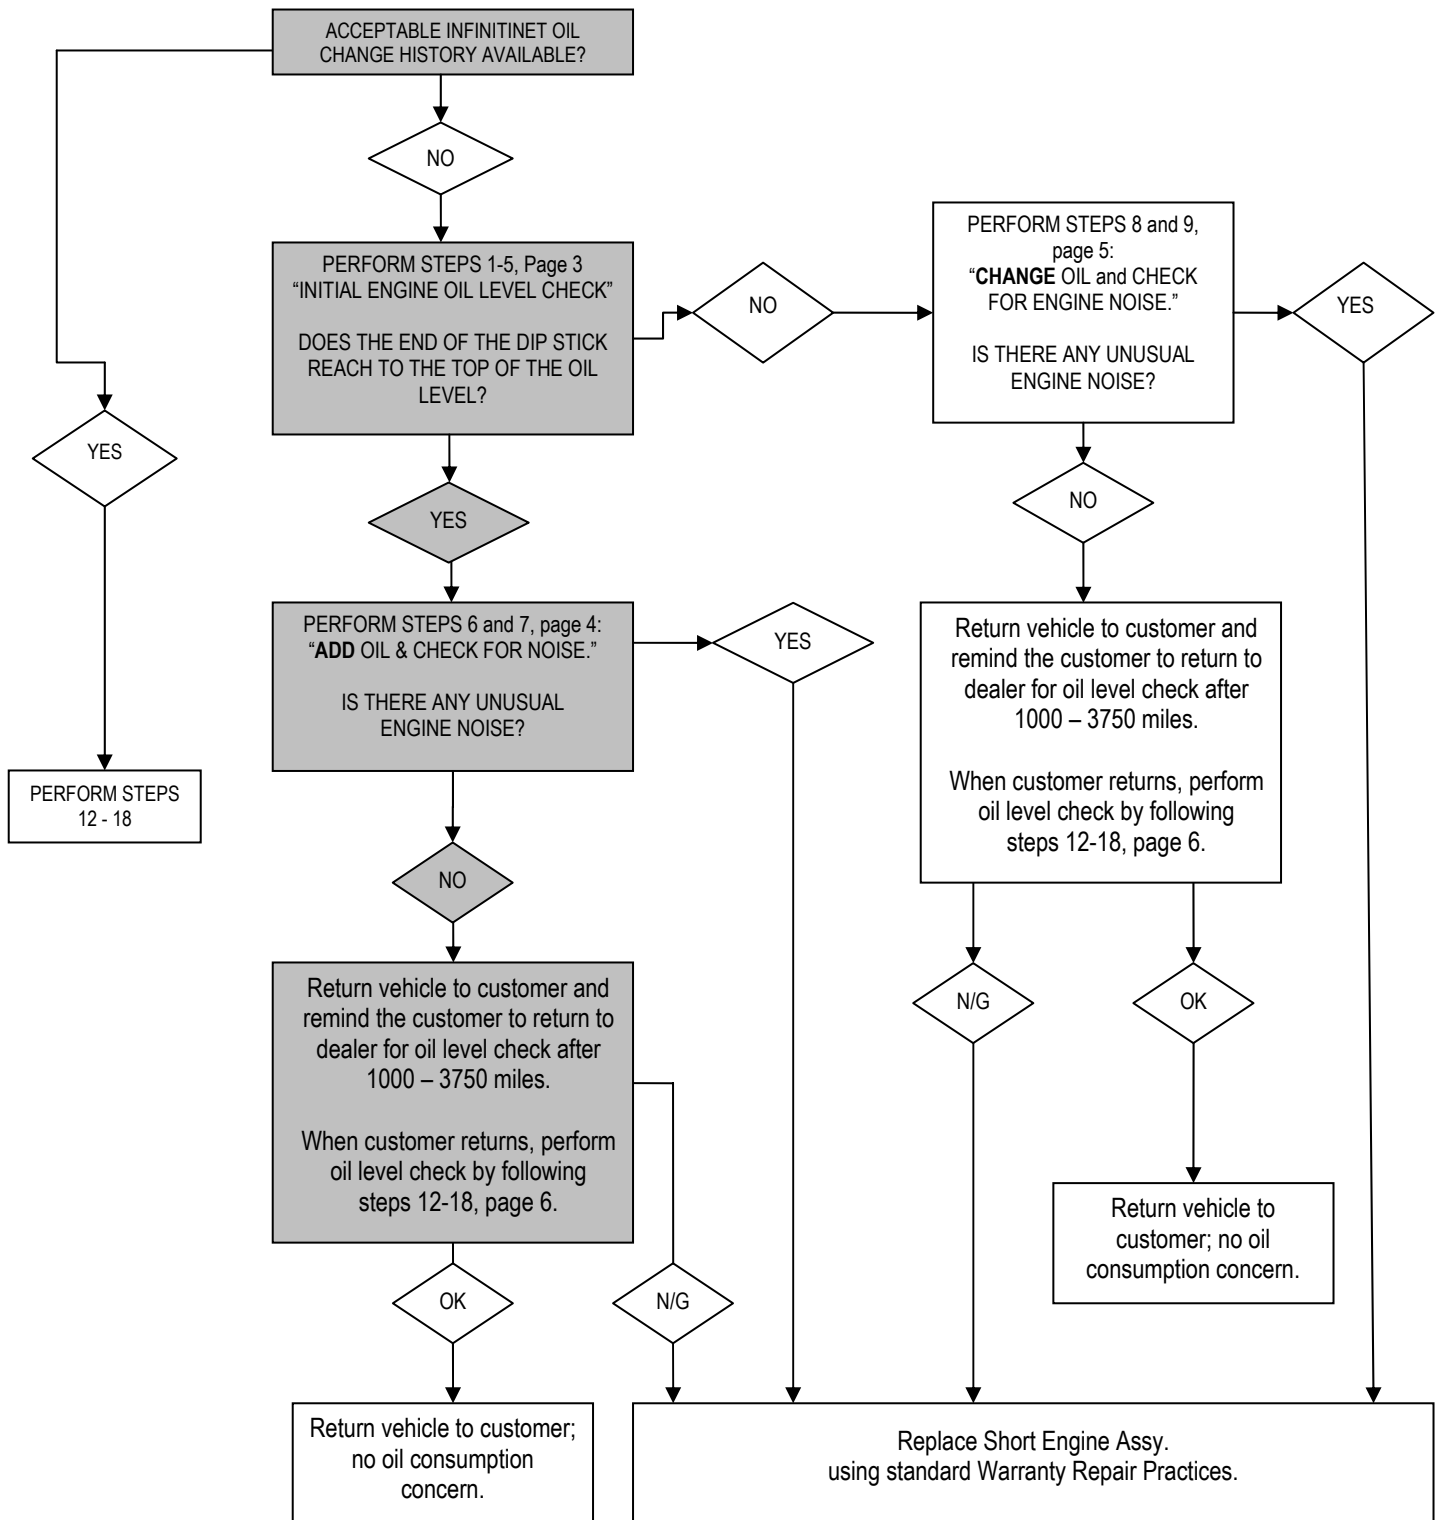 ACCEPTABLE INFINITINET OIL
CHANGE HISTORY AVAILABLE?
NO
YES
PERFORM STEPS
12 - 18
PERFORM STEPS 1-5, Page 3
“INITIAL ENGINE OIL LEVEL CHECK”
DOES THE END OF THE DIP STICK
REACH TO THE TOP OF THE OIL
LEVEL?
NO
PERFORM STEPS 8 and 9,
page 5:
“CHANGE OIL and CHECK
FOR ENGINE NOISE.”
IS THERE ANY UNUSUAL
ENGINE NOISE?
YES
NO
YES
PERFORM STEPS 6 and 7, page 4:
“ADD OIL & CHECK FOR NOISE.”
IS THERE ANY UNUSUAL
ENGINE NOISE?
YES
Return vehicle to customer and
remind the customer to return to
dealer for oil level check after
1000 – 3750 miles.
When customer returns, perform
oil level check by following
steps 12-18, page 6.
NO
Return vehicle to customer and
remind the customer to return to
dealer for oil level check after
1000 – 3750 miles.
When customer returns, perform
oil level check by following
steps 12-18, page 6.
N/G
OK
Return vehicle to
customer; no oil
consumption concern.
OK
N/G
Return vehicle to customer;
no oil consumption
concern.
Replace Short Engine Assy.
using standard Warranty Repair Practices.